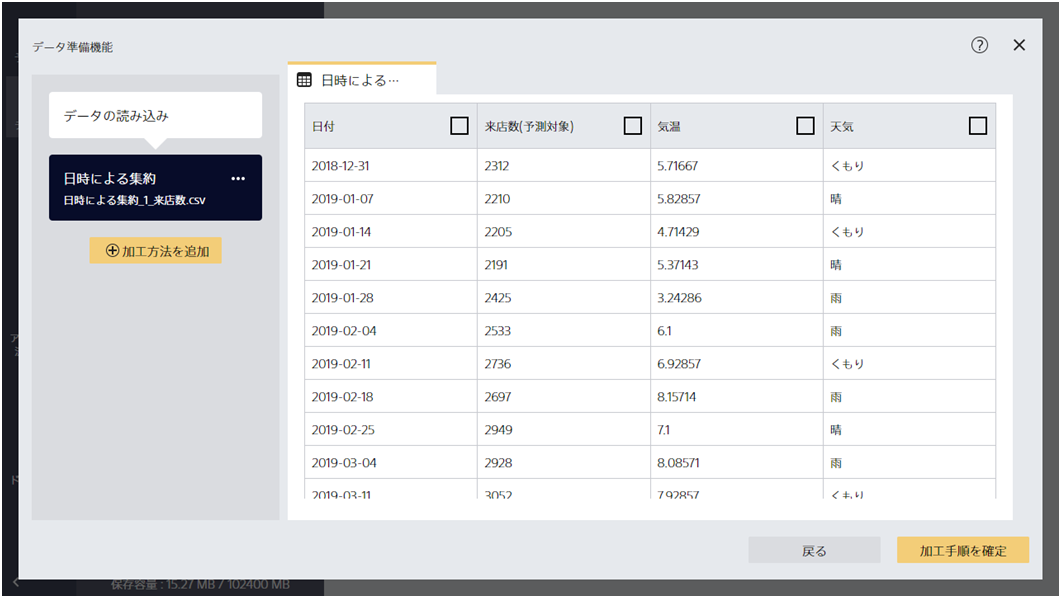 データ準備機能
データの読み込み
日時による集約 •••
日時による集約_1_来店数.csv
加工方法を追加
日時による…
日付 来店数(予測対象) 気温 天気
2018-12-31 2312 5.71667 くもり
2019-01-07 2210 5.82857 晴
2019-01-14 2205 4.71429 くもり
2019-01-21 2191 5.37143 晴
2019-01-28 2425 3.24286 雨
2019-02-04 2533 6.1 雨
2019-02-11 2736 6.92857 くもり
2019-02-18 2697 8.15714 雨
2019-02-25 2949 7.1 晴
2019-03-04 2928 8.08571 雨
2019-03-11 3052 7.92857 くもり
戻る 加工手順を確定
保存容量 : 15.27 MB / 102400 MB